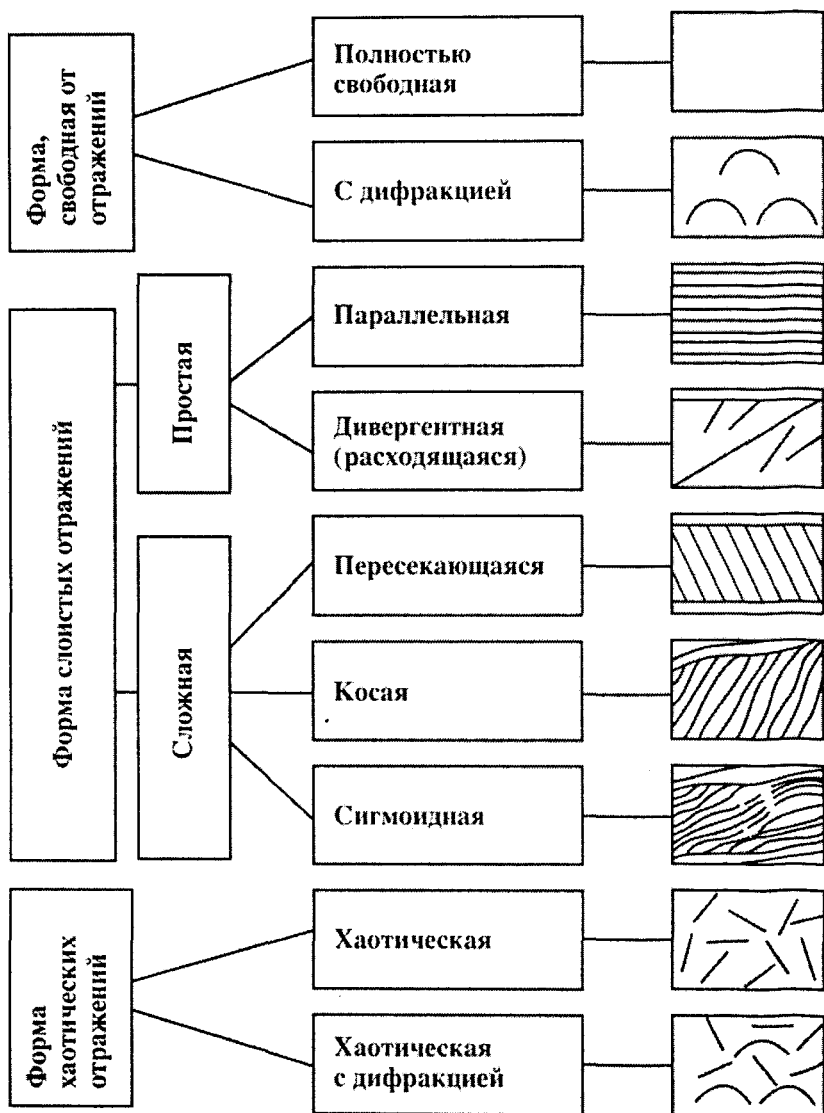 Форма,
свободная от
отражений
Полностью
свободная
С дифракцией
Форма слоистых отражений
Простая
Параллельная
Дивергентная
(расходящаяся)
Сложная
Пересекающаяся
Косая
Сигмоидная
Форма
хаотических
отражений
Хаотическая
Хаотическая
с дифракцией